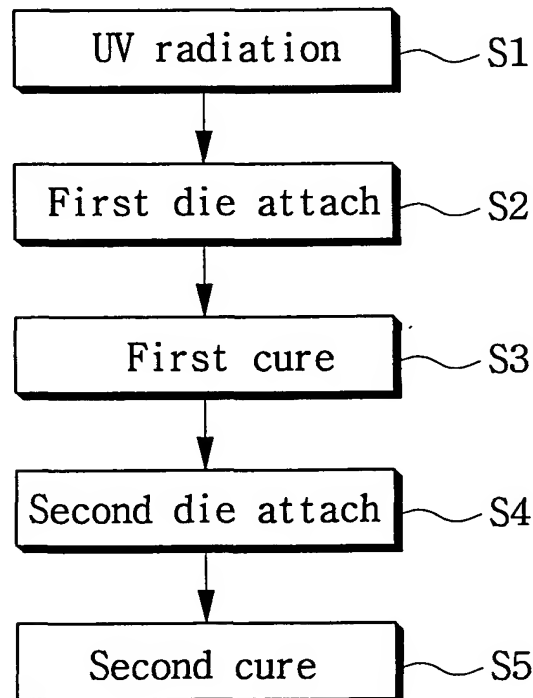 UV radiation S1
First die attach S2
First cure S3
Second die attach S4
Second cure S5